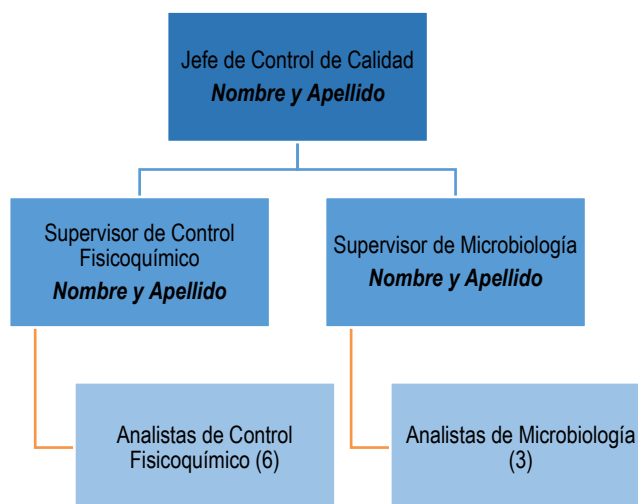 Jefe de Control de Calidad
Nombre y Apellido
Supervisor de Control
Fisicoquímico
Nombre y Apellido
Supervisor de Microbiología
Nombre y Apellido
Analistas de Control
Fisicoquímico (6)
Analistas de Microbiología
(3)